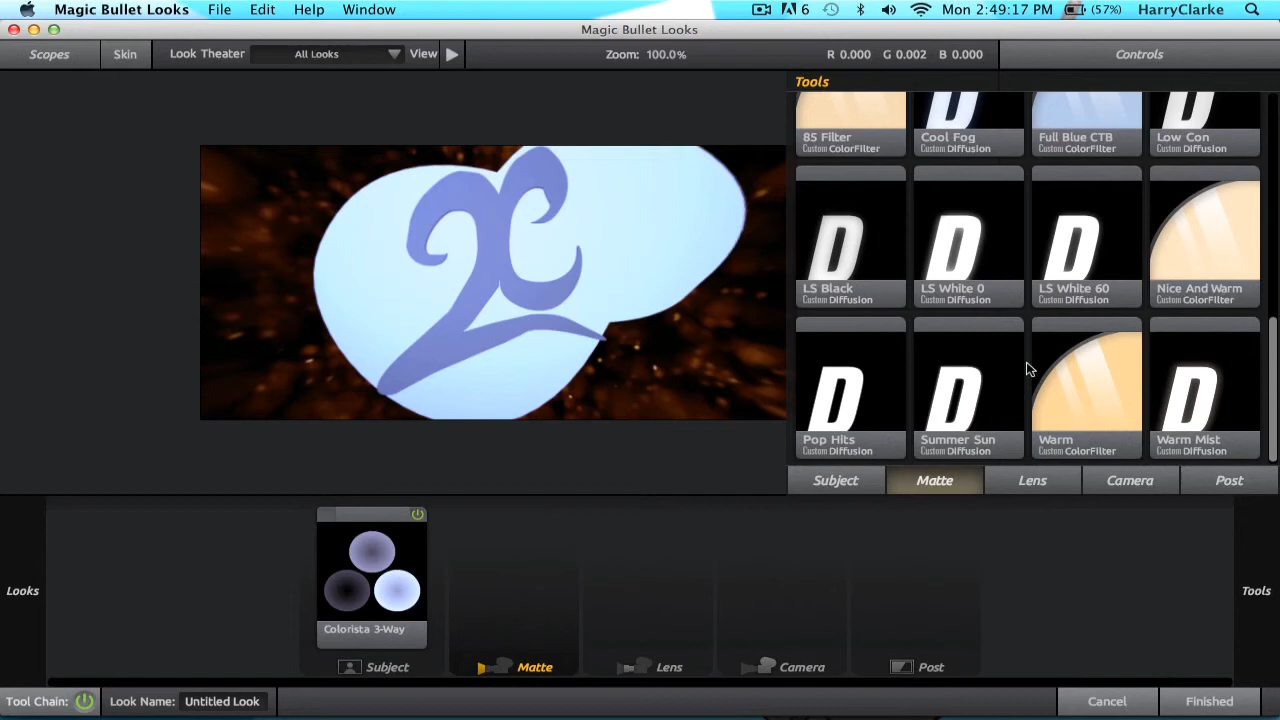 Magic Bullet Looks File Edit Help Window 6 Mon 2:49:17 PM (57%) HarryClarke
Magic Bullet Looks
Scopes Skin Look Theater All Looks View Zoom: 100.0% R 0.000 G 0.002 B 0.000 Controls
Tools
85 Filter Cool Fog Full Blue CTB Low Con
Custom ColorFilter Custom Diffusion Custom ColorFilter Custom Diffusion
D D D
LS Black LS White 0 LS White 60 Nice And Warm
Custom Diffusion Custom Diffusion Custom Diffusion Custom ColorFilter
D D D
Pop Hits Summer Sun Warm Warm Mist
Custom Diffusion Custom Diffusion Custom ColorFilter Custom Diffusion
Subject Matte Lens Camera Post
Looks Tools
Colorista 3-Way
Subject Matte Lens Camera Post
Tool Chain: Look Name: Untitled Look Cancel Finished